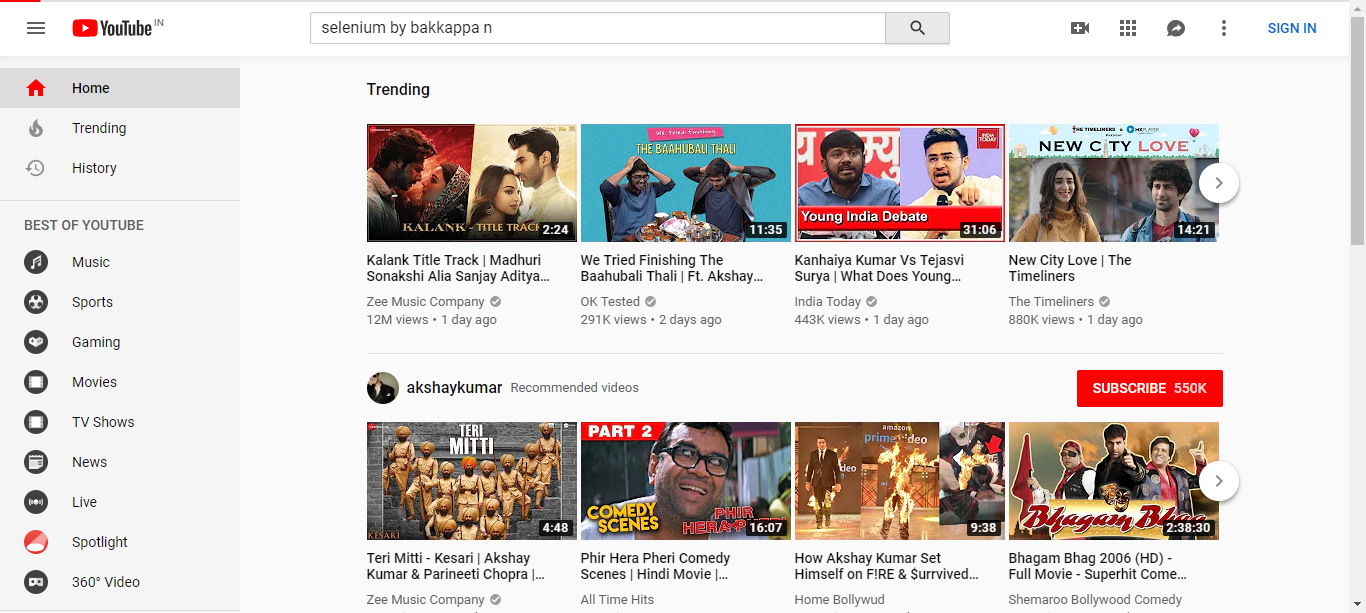 YouTube IN
selenium by bakkappa n
SIGN IN
Home
Trending
History
BEST OF YOUTUBE
Music
Sports
Gaming
Movies
TV Shows
News
Live
Spotlight
360° Video
Trending
KALANK - TITLE TRACK
2:24
We Tried Finishing
THE BAAHUBALI THALI
11:35
INDIA TODAY
Young India Debate
31:06
THE TIMELINERS & MXPLAYER
NEW CITY LOVE
14:21
Kalank Title Track | Madhuri
Sonakshi Alia Sanjay Aditya...
Zee Music Company
12M views • 1 day ago
We Tried Finishing The
Baahubali Thali | Ft. Akshay...
OK Tested
291K views • 2 days ago
Kanhaiya Kumar Vs Tejasvi
Surya | What Does Young...
India Today
443K views • 1 day ago
New City Love | The
Timeliners
The Timeliners
880K views • 1 day ago
akshaykumar Recommended videos
SUBSCRIBE 550K
TERI
MITTI
KESARI
4:48
PART 2
COMEDY
SCENES
PHIR
HERA
16:07
amazon
prime video
9:38
Bhagam Bhag
2:38:30
Teri Mitti - Kesari | Akshay
Kumar & Parineeti Chopra |...
Zee Music Company
Phir Hera Pheri Comedy
Scenes | Hindi Movie |...
All Time Hits
How Akshay Kumar Set
Himself on F!RE & $urrvived...
Home Bollywud
Bhagam Bhag 2006 (HD) -
Full Movie - Superhit Come...
Shemaroo Bollywood Comedy